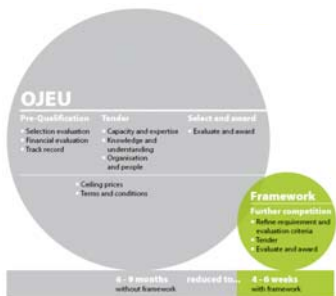 OJEU
Pre-Qualification
• Selection evaluation
• Financial evaluation
• Track record
Tender
• Capacity and expertise
• Knowledge and
understanding
• Organisation
and people
Select and award
• Evaluate and award
• Ceiling prices
• Terms and conditions
Framework
Further competition
• Refine requirement and
evaluation criteria
• Tender
• Evaluate and award
6 - 9 months
without framework
reduced to...
4 - 6 weeks
with framework